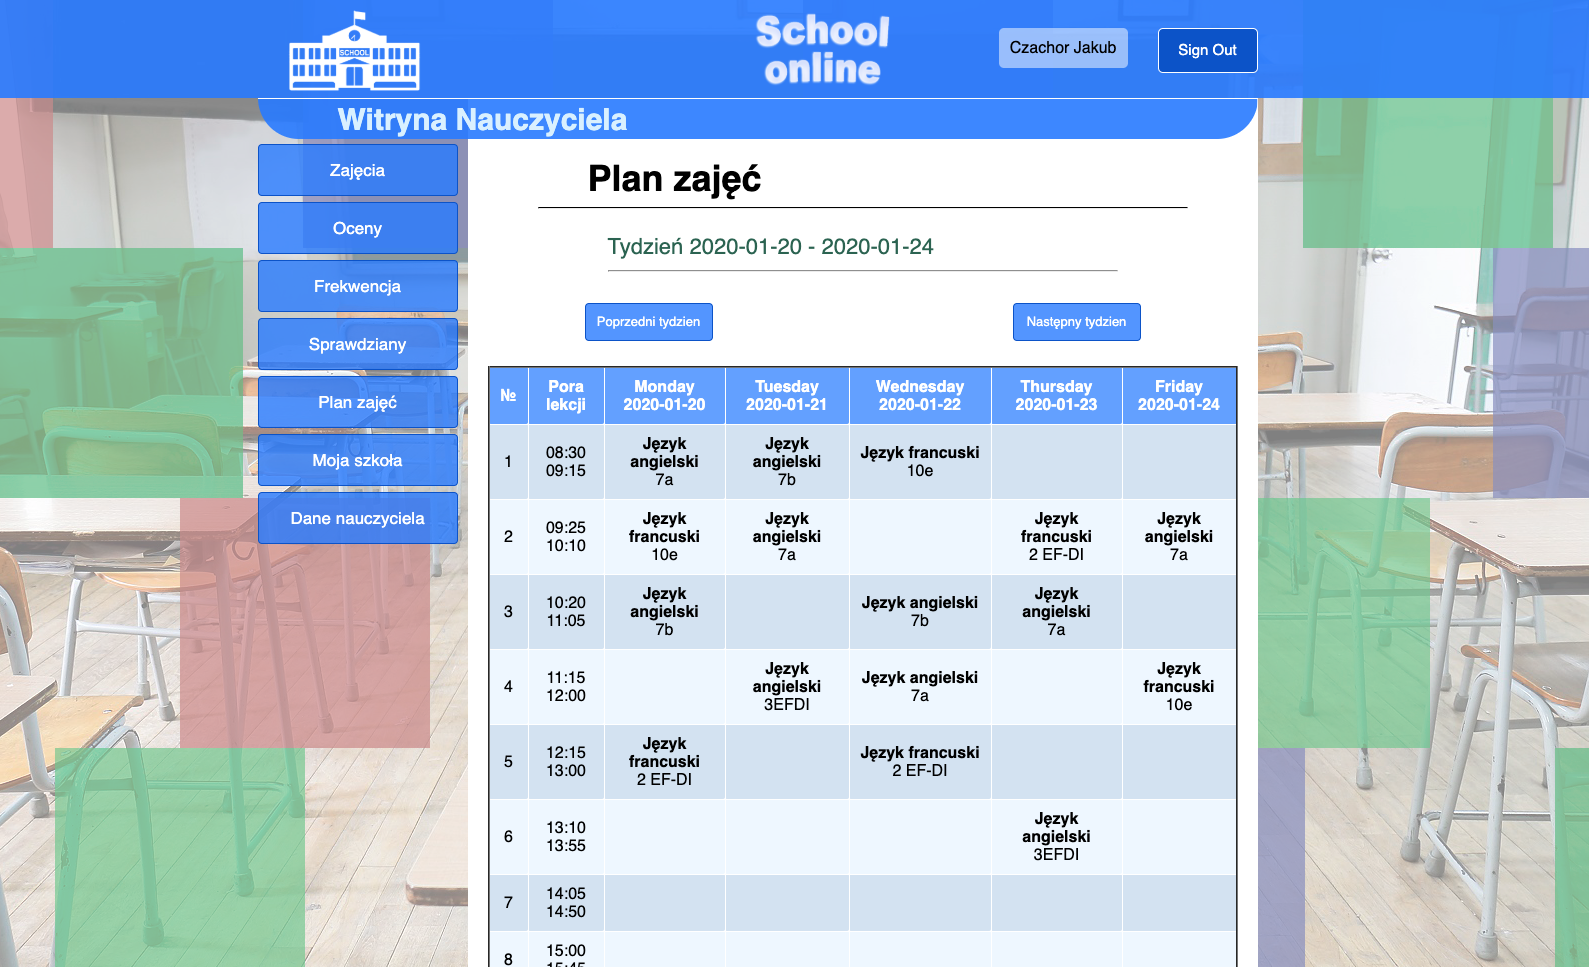 SCHOOL
School
online
Czachor Jakub
Sign Out
Witryna Nauczyciela
Zajęcia
Oceny
Frekwencja
Sprawdziany
Plan zajęć
Moja szkoła
Dane nauczyciela
Plan zajęć
Tydzień 2020-01-20 - 2020-01-24
Poprzedni tydzien
Następny tydzien
№ Pora lekcji Monday 2020-01-20 Tuesday 2020-01-21 Wednesday 2020-01-22 Thursday 2020-01-23 Friday 2020-01-24
1 08:30 09:15 Język angielski 7a Język angielski 7b Język francuski 10e
2 09:25 10:10 Język francuski 10e Język angielski 7a Język francuski 2 EF-DI Język angielski 7a
3 10:20 11:05 Język angielski 7b Język angielski 7b Język angielski 7a
4 11:15 12:00 Język angielski 3EFDI Język angielski 7a Język francuski 10e
5 12:15 13:00 Język francuski 2 EF-DI Język francuski 2 EF-DI
6 13:10 13:55 Język angielski 3EFDI
7 14:05 14:50
8 15:00